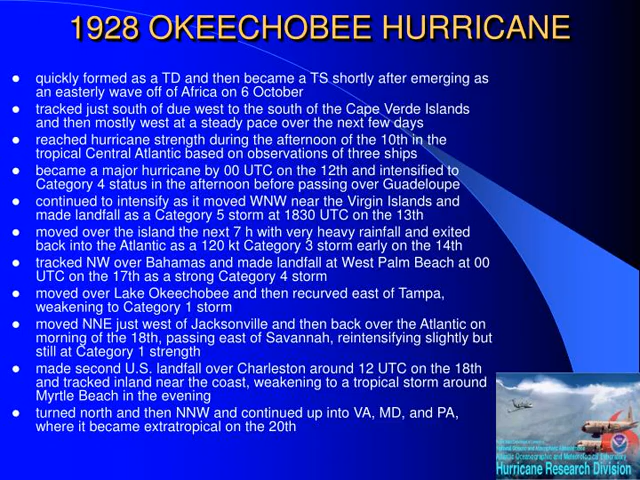 1928 OKEECHOBEE HURRICANE
● quickly formed as a TD and then became a TS shortly after emerging as
an easterly wave off of Africa on 6 October
● tracked just south of due west to the south of the Cape Verde Islands
and then mostly west at a steady pace over the next few days
● reached hurricane strength during the afternoon of the 10th in the
tropical Central Atlantic based on observations of three ships
● became a major hurricane by 00 UTC on the 12th and intensified to
Category 4 status in the afternoon before passing over Guadeloupe
● continued to intensify as it moved WNW near the Virgin Islands and
made landfall as a Category 5 storm at 1830 UTC on the 13th
● moved over the island the next 7 h with very heavy rainfall and exited
back into the Atlantic as a 120 kt Category 3 storm early on the 14th
● tracked NW over Bahamas and made landfall at West Palm Beach at 00
UTC on the 17th as a strong Category 4 storm
● moved over Lake Okeechobee and then recurved east of Tampa,
weakening to Category 1 storm
● moved NNE just west of Jacksonville and then back over the Atlantic on
morning of the 18th, passing east of Savannah, reintensifying slightly but
still at Category 1 strength
● made second U.S. landfall over Charleston around 12 UTC on the 18th
and tracked inland near the coast, weakening to a tropical storm around
Myrtle Beach in the evening
● turned north and then NNW and continued up into VA, MD, and PA,
where it became extratropical on the 20th
Atlantic Oceanographic and Meteorological Laboratory
Hurricane Research Division